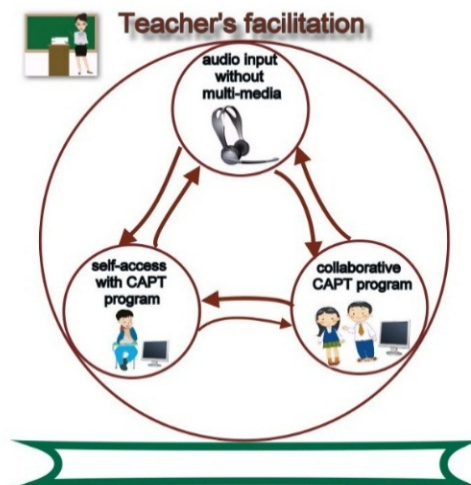 Teacher's facilitation
audio input
without
multi-media
self-access
with CAPT
program
collaborative
CAPT program